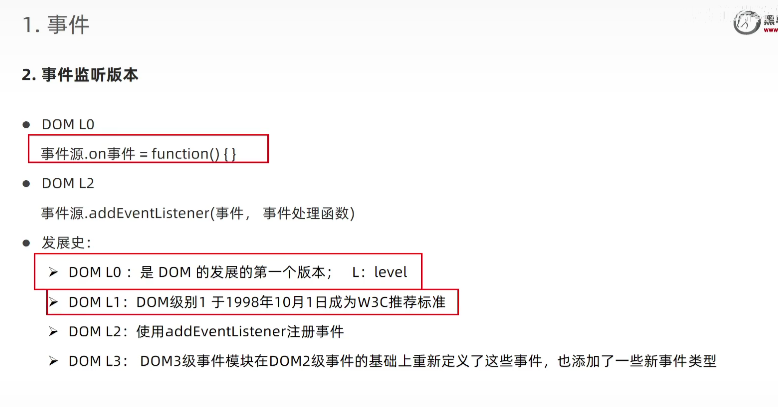 1. 事件
2. 事件监听版本
● DOM L0
事件源.on事件 = function() { }
● DOM L2
事件源.addEventListener(事件， 事件处理函数)
● 发展史：
➢ DOM L0 ：是 DOM 的发展的第一个版本； L：level
➢ DOM L1：DOM级别1 于1998年10月1日成为W3C推荐标准
➢ DOM L2：使用addEventListener注册事件
➢ DOM L3： DOM3级事件模块在DOM2级事件的基础上重新定义了这些事件，也添加了一些新事件类型